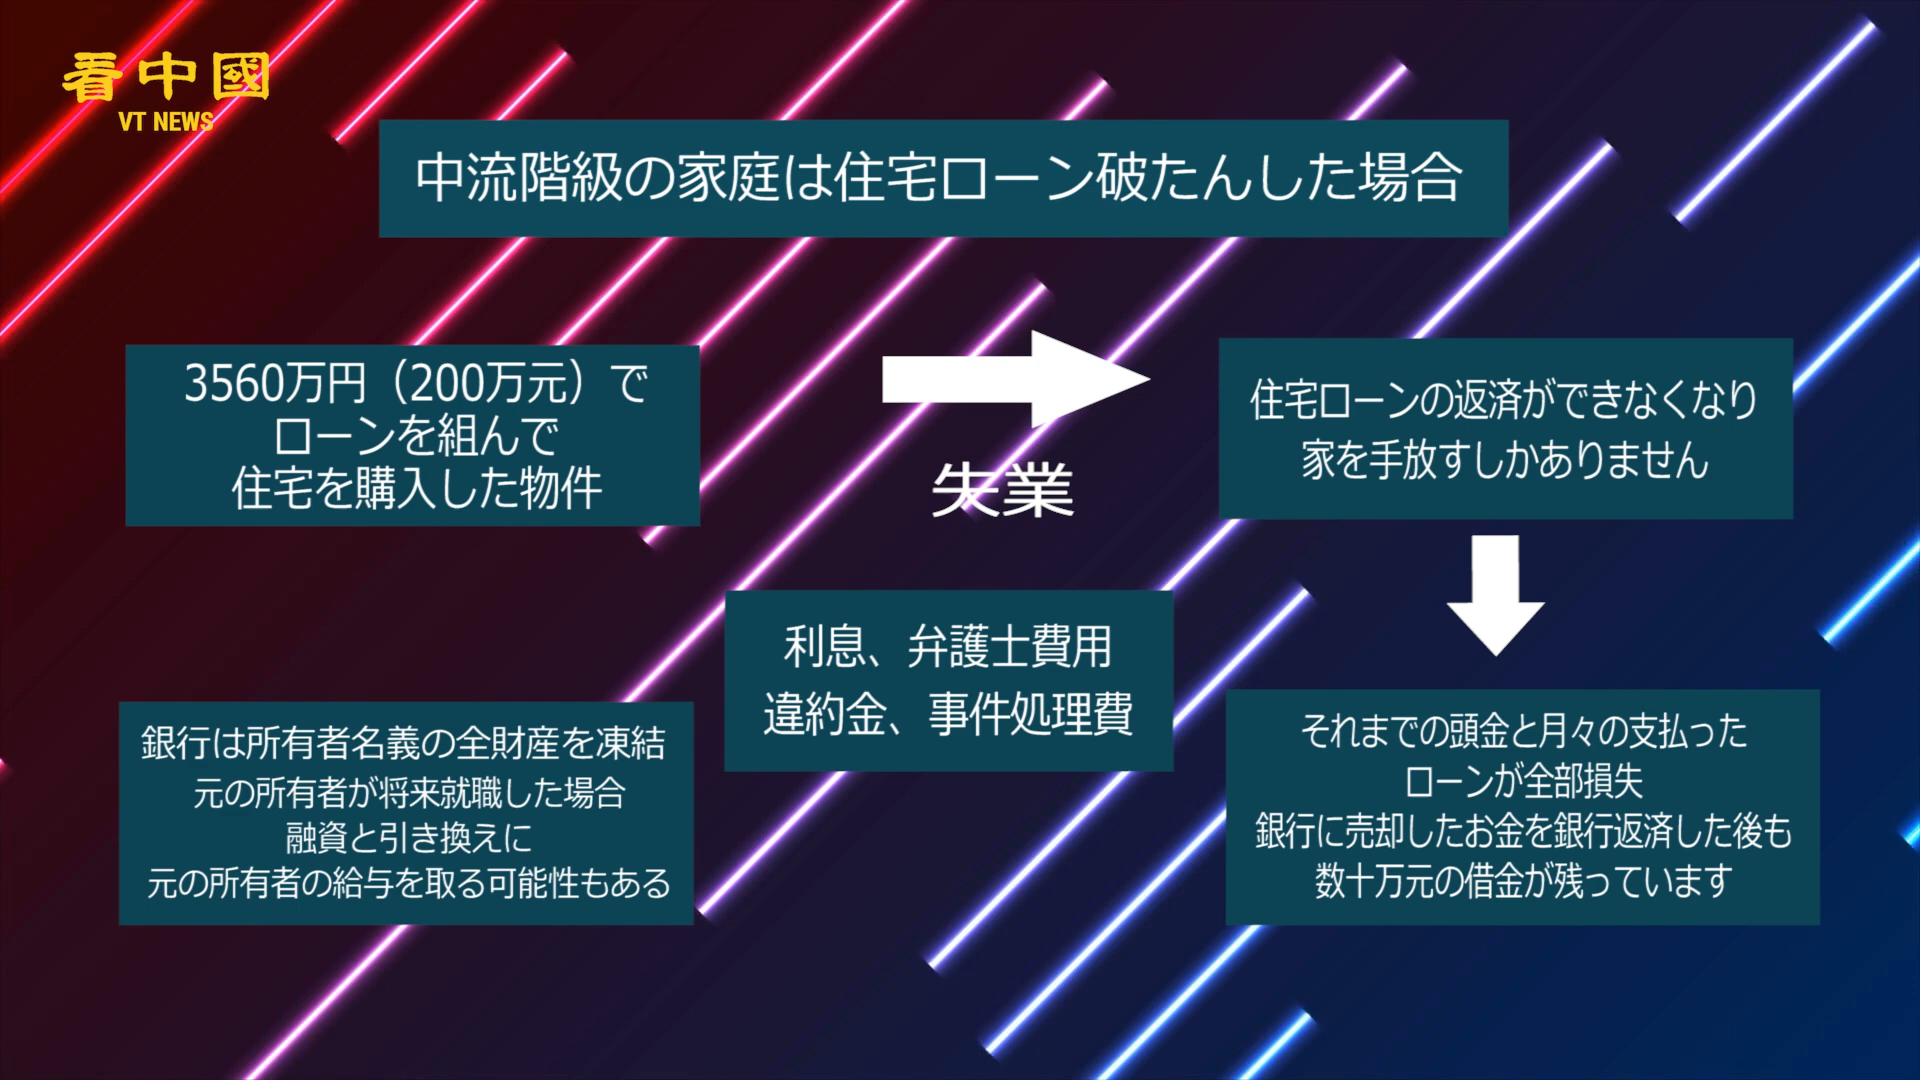 看中國
VT NEWS
中流階級の家庭は住宅ローン破たんした場合
3560万円（200万元）で
ローンを組んで
住宅を購入した物件
失業
住宅ローンの返済ができなくなり
家を手放すしかありません
利息、弁護士費用
違約金、事件処理費
それまでの頭金と月々の支払った
ローンが全部損失
銀行に売却したお金を銀行返済した後も
数十万元の借金が残っています
銀行は所有者名義の全財産を凍結
元の所有者が将来就職した場合
融資と引き換えに
元の所有者の給与を取る可能性もある